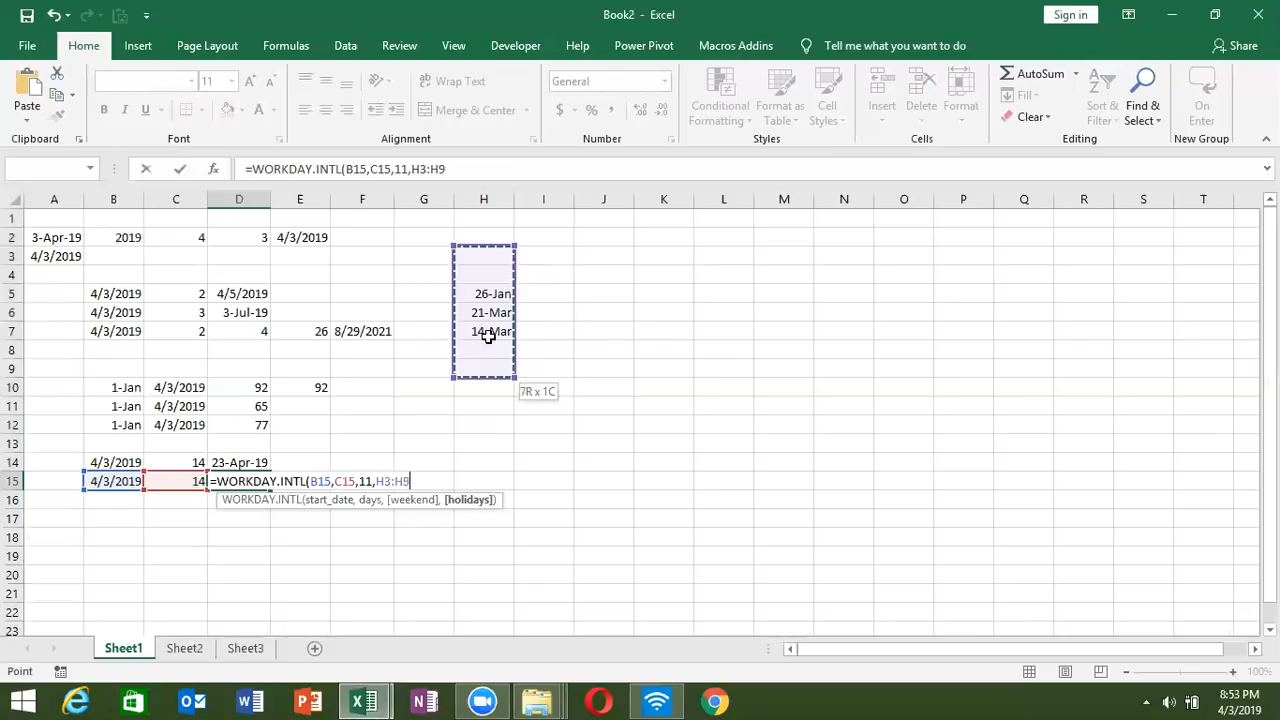 Book2 - Excel
Sign in
File Home Insert Page Layout Formulas Data Review View Developer Help Power Pivot Macros Addins Tell me what you want to do Share
Paste
11
B I U
Wrap Text
Merge & Center
General
$ % ,
Conditional Formatting
Format as Table
Cell Styles
Insert
Delete
Format
AutoSum
Fill
Clear
Sort & Filter
Find & Select
On Enter
Clipboard Font Alignment Number Styles Cells Editing New Group
fx =WORKDAY.INTL(B15,C15,11,H3:H9
A B C D E F G H I J K L M N O P Q R S T
1
2 3-Apr-19 2019 4 3 4/3/2019
3 4/3/2019
4
5 4/3/2019 2 4/5/2019 26-Jan
6 4/3/2019 3 3-Jul-19 21-Mar
7 4/3/2019 2 4 26 8/29/2021 14-Mar
8
9
7R x 1C
10 1-Jan 4/3/2019 92 92
11 1-Jan 4/3/2019 65
12 1-Jan 4/3/2019 77
13
14 4/3/2019 14 23-Apr-19
15 4/3/2019 14 =WORKDAY.INTL(B15,C15,11,H3:H9
16 WORKDAY.INTL(start_date, days, [weekend], [holidays])
17
18
19
20
21
22
23
Sheet1 Sheet2 Sheet3
Point
100%
8:53 PM
4/3/2019